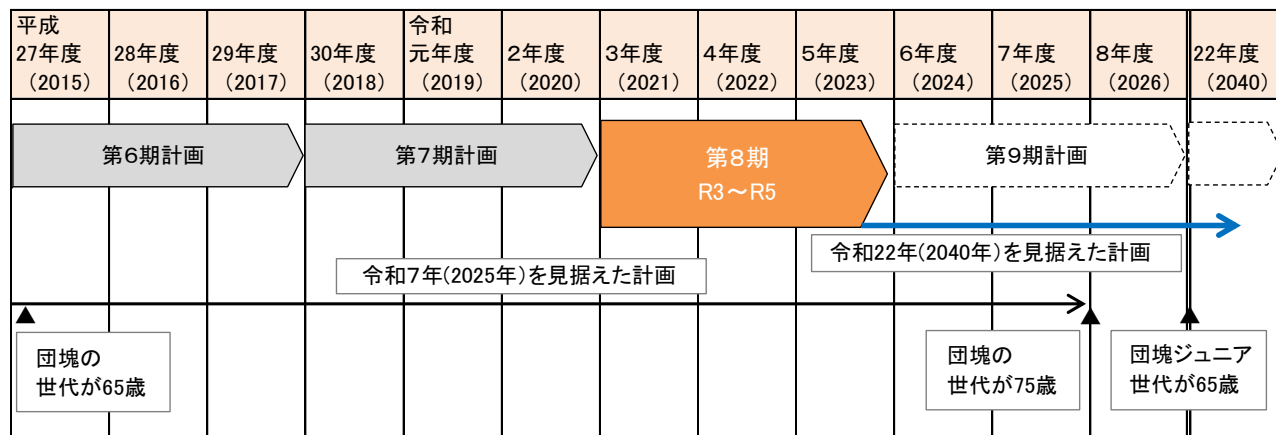 平成
27年度
（2015）
28年度
（2016）
29年度
（2017）
30年度
（2018）
令和
元年度
（2019）
2年度
（2020）
3年度
（2021）
4年度
（2022）
5年度
（2023）
6年度
（2024）
7年度
（2025）
8年度
（2026）
22年度
（2040）
第6期計画
第7期計画
第8期
R3～R5
第9期計画
令和22年(2040年)を見据えた計画
令和7年(2025年)を見据えた計画
団塊の
世代が65歳
団塊の
世代が75歳
団塊ジュニア
世代が65歳